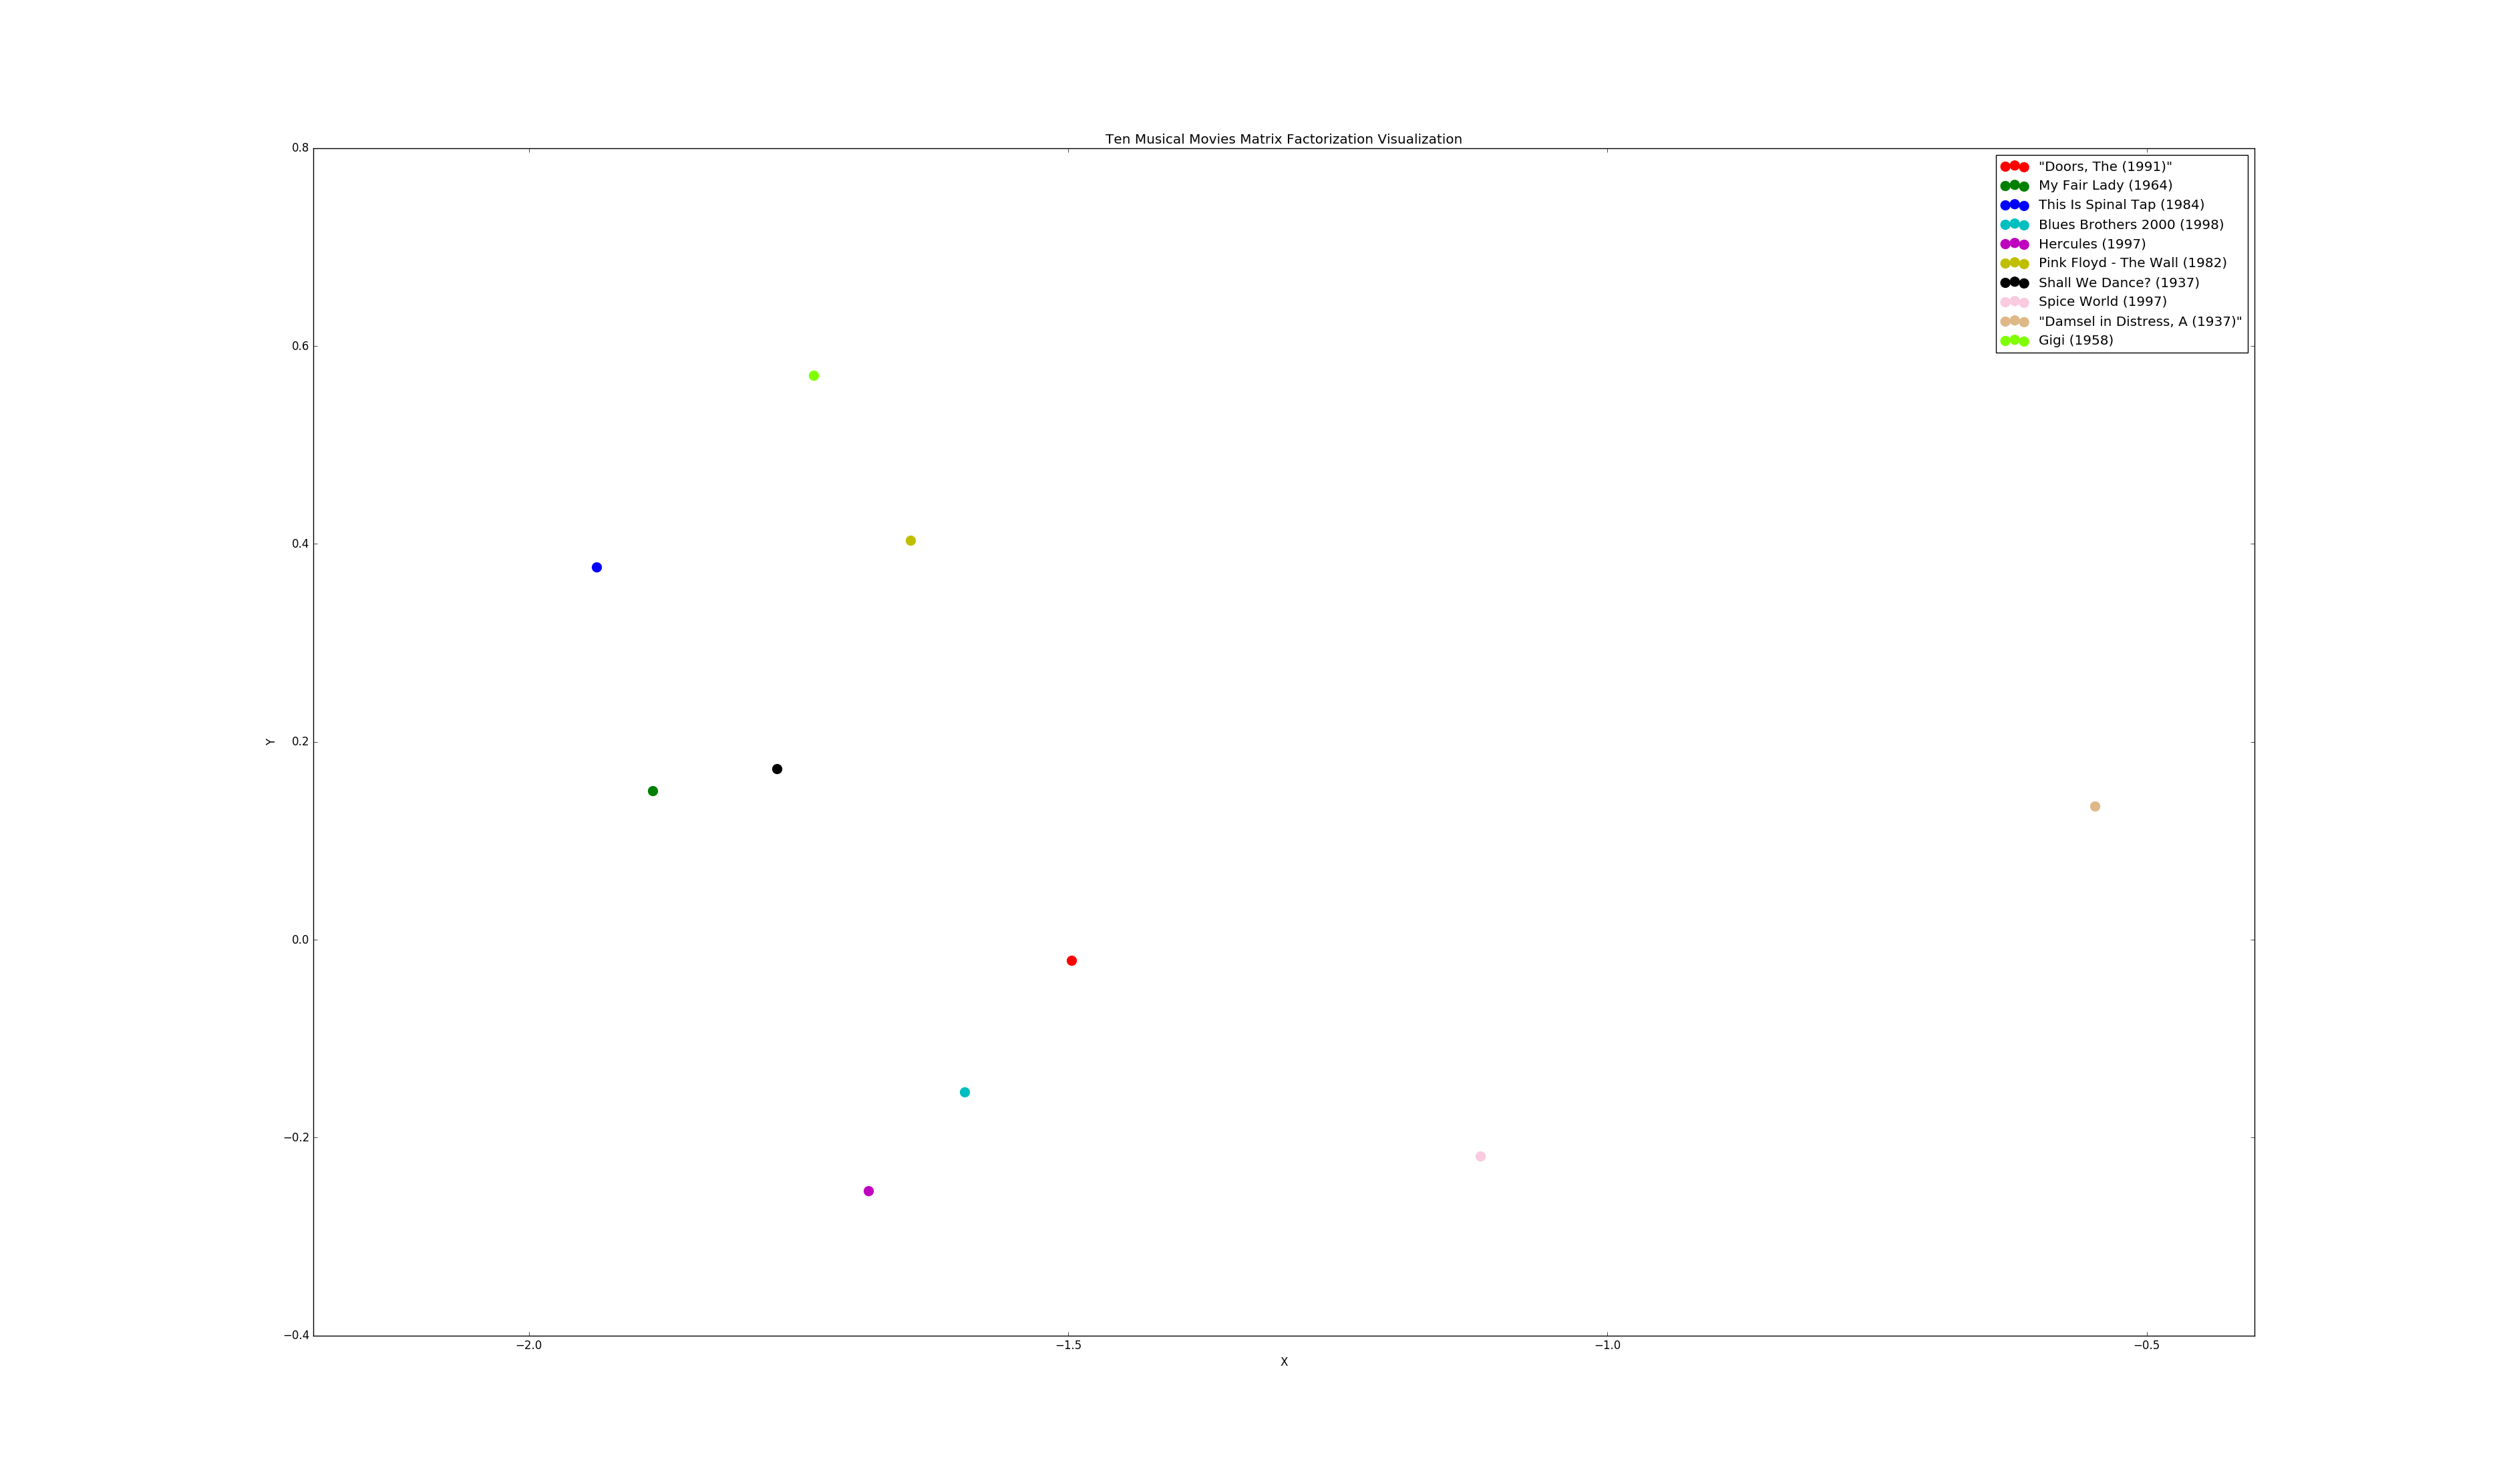 Ten Musical Movies Matrix Factorization Visualization
0.8
0.6
0.4
0.2
0.0
−0.2
−0.4
Y
−2.0
−1.5
−1.0
−0.5
X
"Doors, The (1991)"
My Fair Lady (1964)
This Is Spinal Tap (1984)
Blues Brothers 2000 (1998)
Hercules (1997)
Pink Floyd - The Wall (1982)
Shall We Dance? (1937)
Spice World (1997)
"Damsel in Distress, A (1937)"
Gigi (1958)